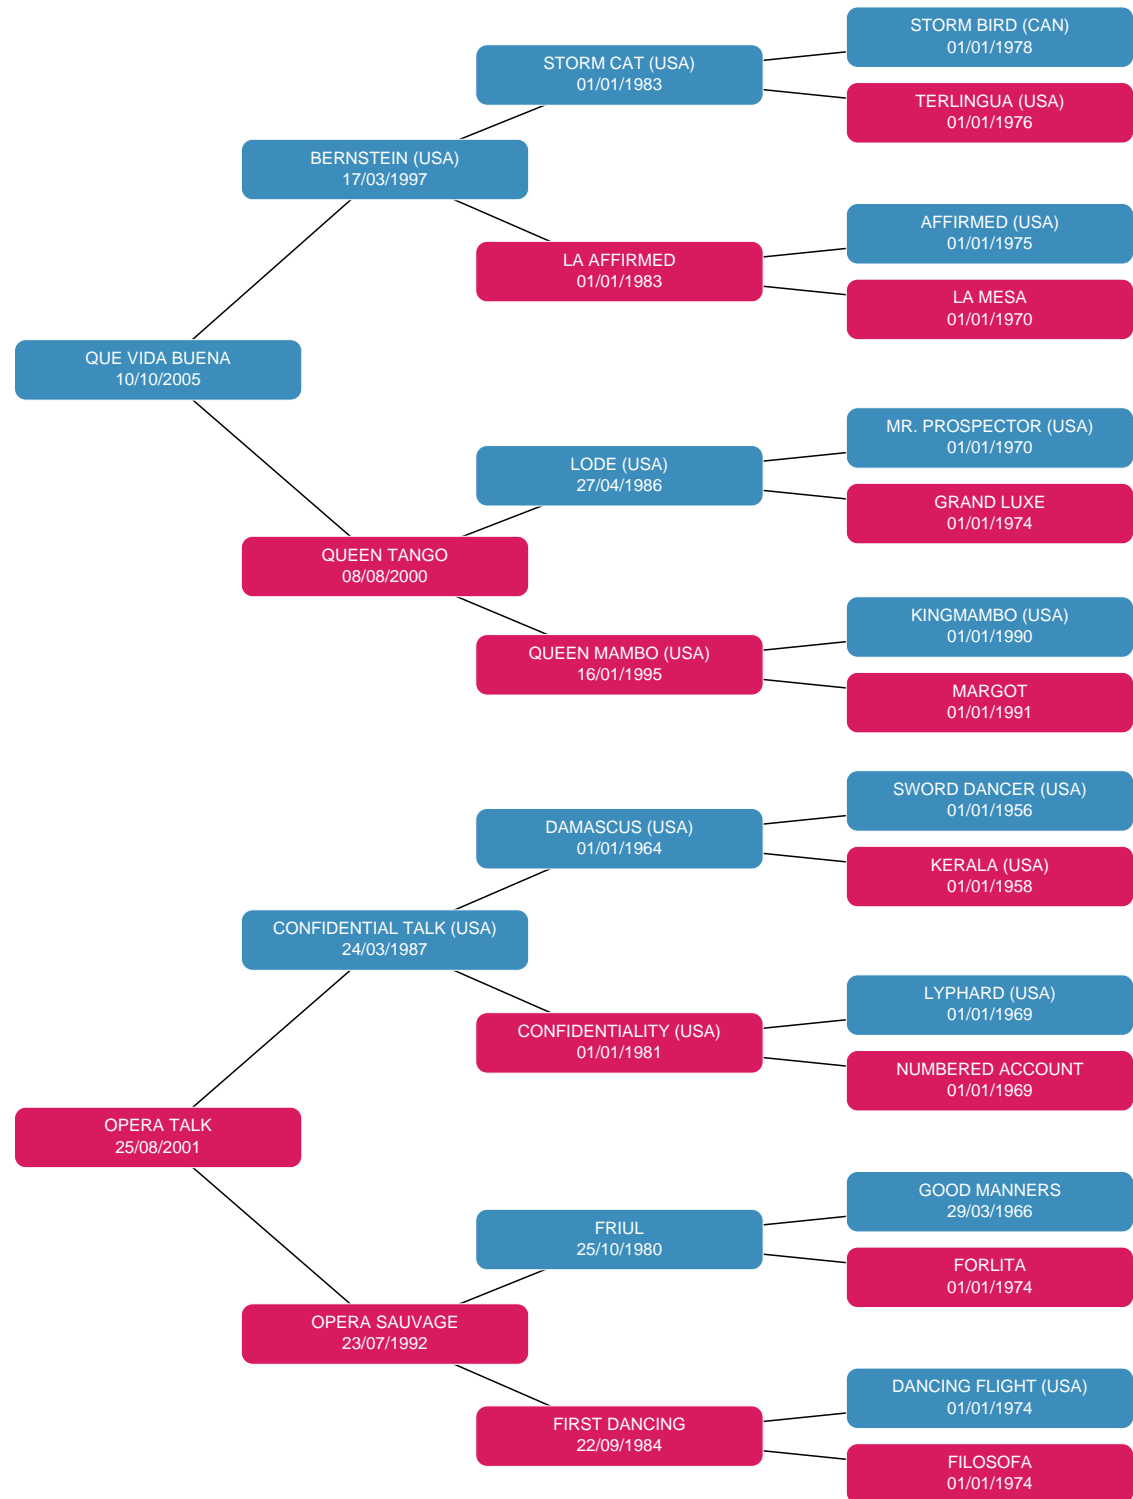 STORM BIRD (CAN)
01/01/1978
STORM CAT (USA)
01/01/1983
TERLINGUA (USA)
01/01/1976
BERNSTEIN (USA)
17/03/1997
AFFIRMED (USA)
01/01/1975
LA AFFIRMED
01/01/1983
LA MESA
01/01/1970
QUE VIDA BUENA
10/10/2005
MR. PROSPECTOR (USA)
01/01/1970
LODE (USA)
27/04/1986
GRAND LUXE
01/01/1974
QUEEN TANGO
08/08/2000
KINGMAMBO (USA)
01/01/1990
QUEEN MAMBO (USA)
16/01/1995
MARGOT
01/01/1991
SWORD DANCER (USA)
01/01/1956
DAMASCUS (USA)
01/01/1964
KERALA (USA)
01/01/1958
CONFIDENTIAL TALK (USA)
24/03/1987
LYPHARD (USA)
01/01/1969
CONFIDENTIALITY (USA)
01/01/1981
NUMBERED ACCOUNT
01/01/1969
OPERA TALK
25/08/2001
GOOD MANNERS
29/03/1966
FRIUL
25/10/1980
FORLITA
01/01/1974
OPERA SAUVAGE
23/07/1992
DANCING FLIGHT (USA)
01/01/1974
FIRST DANCING
22/09/1984
FILOSOFA
01/01/1974